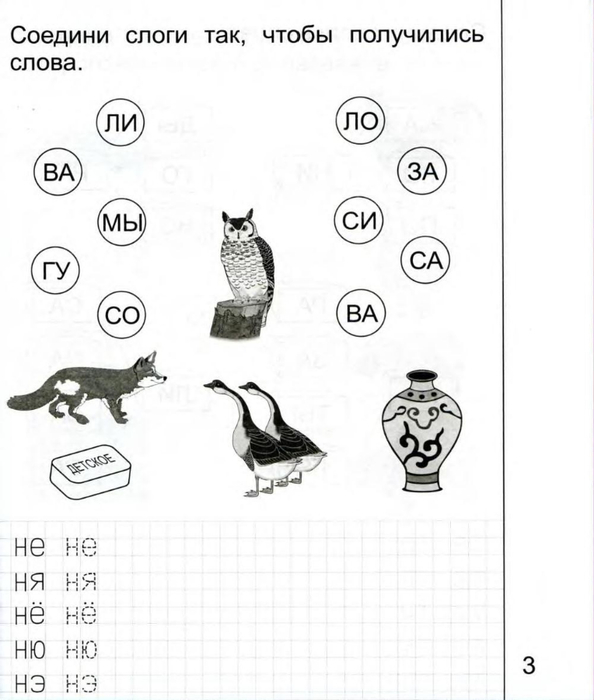 Соедини слоги так, чтобы получились
слова.
ЛИ ЛО
ВА ЗА
МЫ СИ
ГУ СА
СО ВА
ДЕТСКОЕ
не не
ня ня
нё нё
ню ню
нэ нэ
3